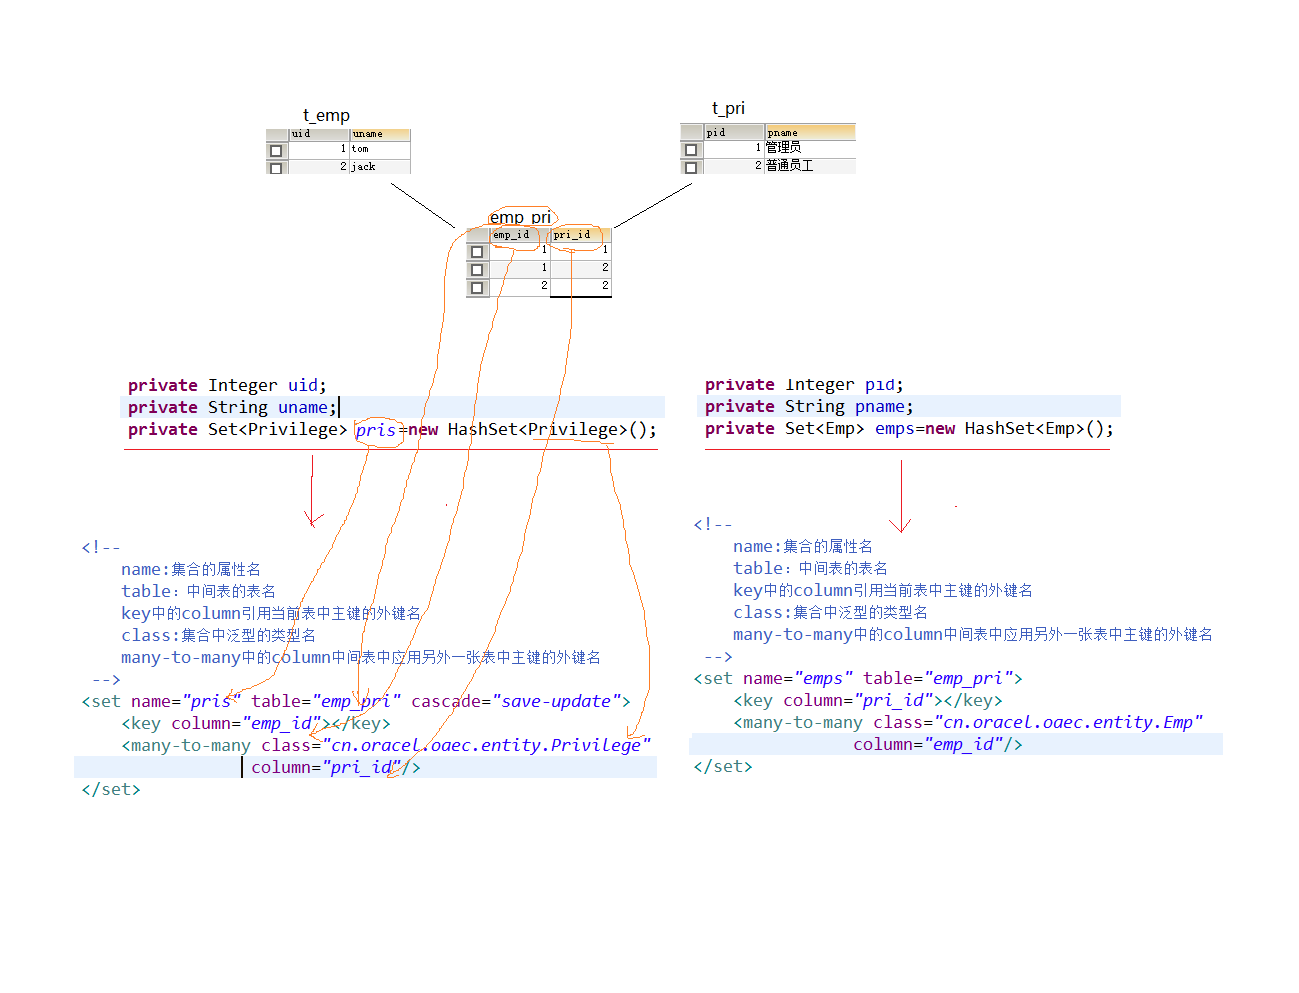 t_emp
uid uname
1 tom
2 jack
t_pri
pid pname
1 管理员
2 普通员工
emp_pri
emp_id pri_id
1 1
1 2
2 2
private Integer uid;
private String uname;
private Set<Privilege> pris=new HashSet<Privilege>();
<!--
name:集合的属性名
table：中间表的表名
key中的column引用当前表中主键的外键名
class:集合中泛型的类型名
many-to-many中的column中间表中应用另外一张表中主键的外键名
-->
<set name="pris" table="emp_pri" cascade="save-update">
<key column="emp_id"></key>
<many-to-many class="cn.oracel.oaec.entity.Privilege"
column="pri_id"/>
</set>
private Integer pid;
private String pname;
private Set<Emp> emps=new HashSet<Emp>();
<!--
name:集合的属性名
table：中间表的表名
key中的column引用当前表中主键的外键名
class:集合中泛型的类型名
many-to-many中的column中间表中应用另外一张表中主键的外键名
-->
<set name="emps" table="emp_pri">
<key column="pri_id"></key>
<many-to-many class="cn.oracel.oaec.entity.Emp"
column="emp_id"/>
</set>